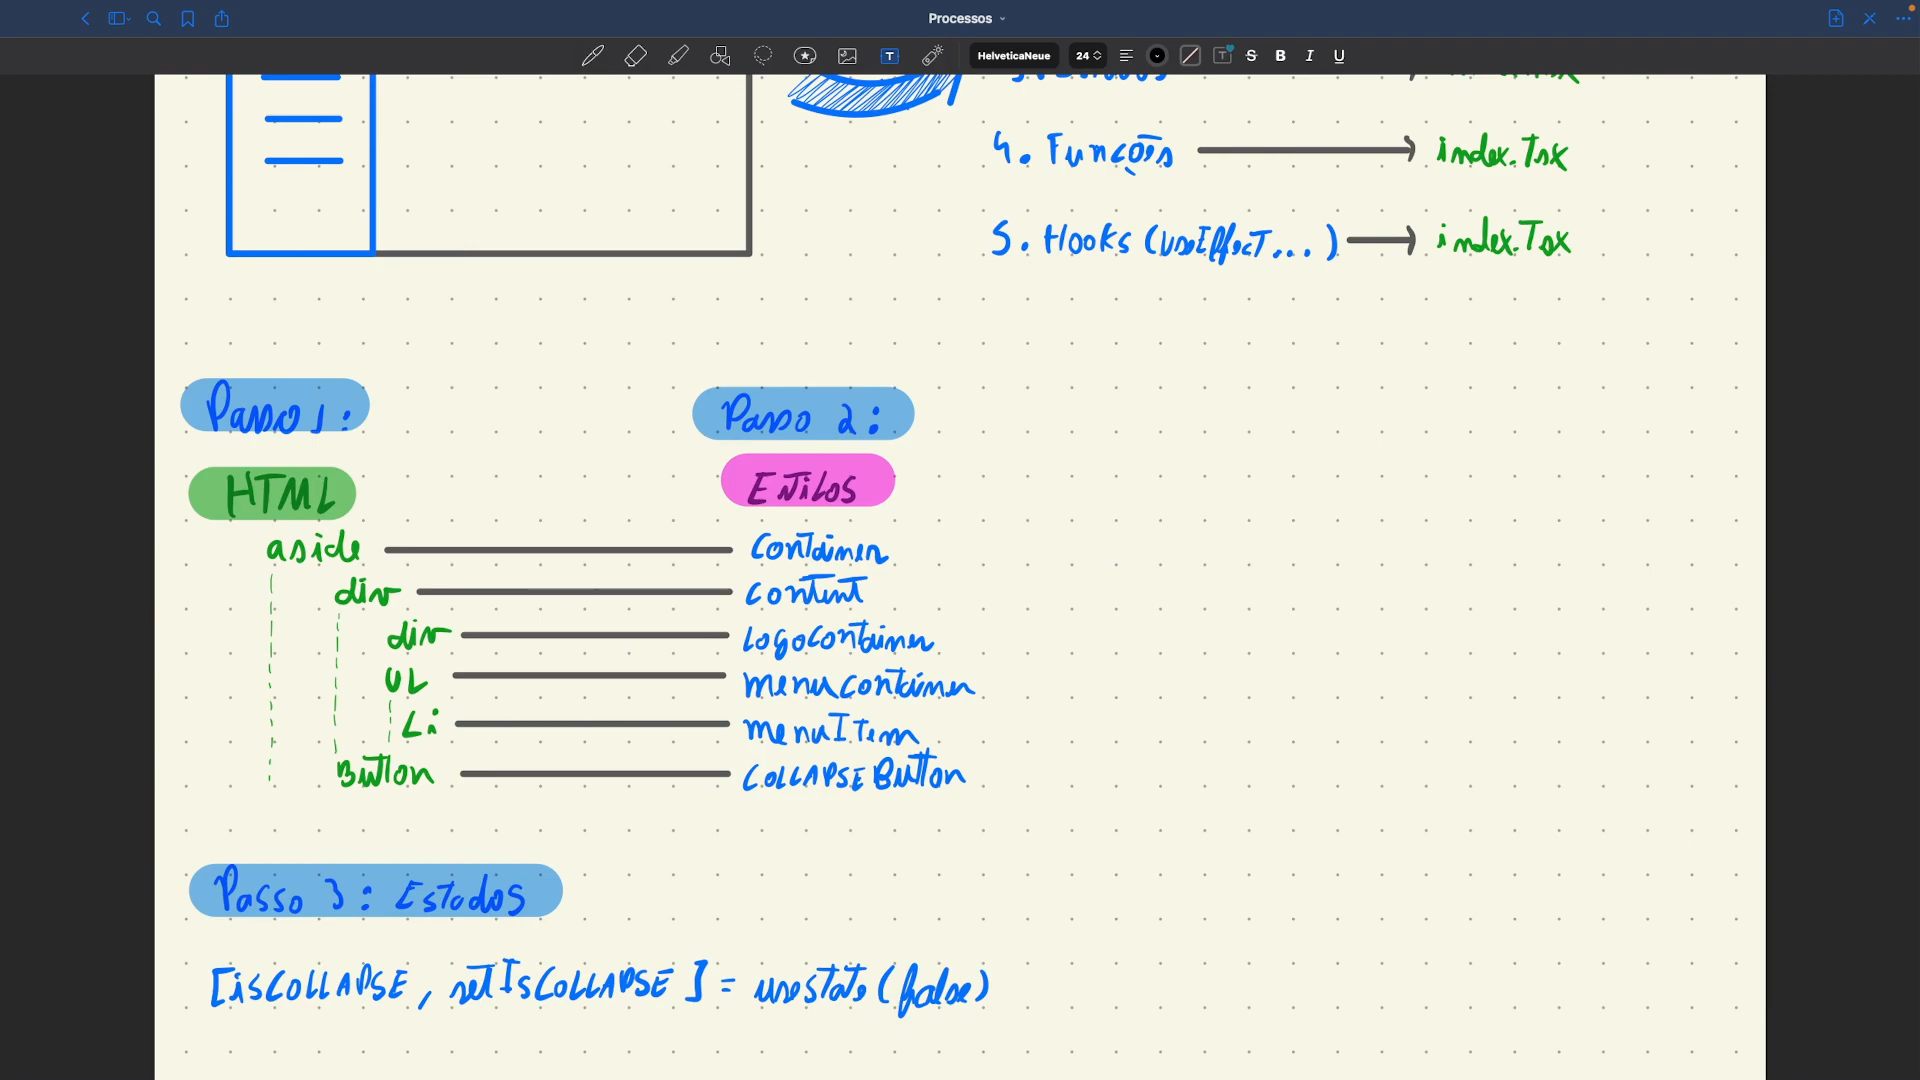 Processos
HelveticaNeue 24 S B I U
4. Funções index.Tsx
5. Hooks (useEffecT...) index.Tsx
Passo 1:
Passo 2:
HTML
Estilos
aside Container
div Content
div LogoContainer
UL menuContainer
Li menuITem
Button COLLAPSEButton
Passo 3: Estados
[isCOLLAPSE, setIsCOLLAPSE] = usestate(false)